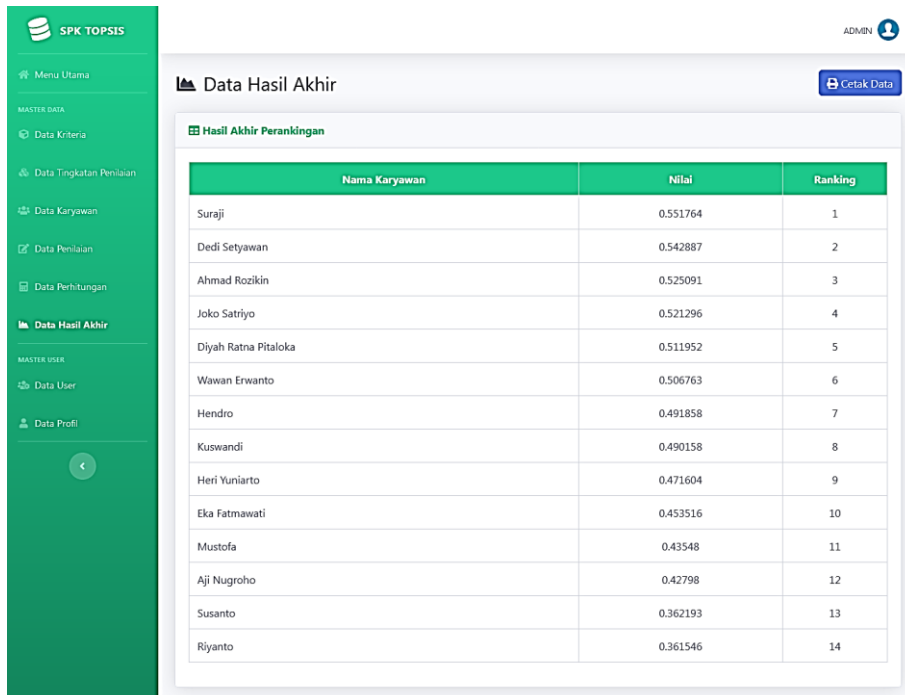 SPK TOPSIS
Menu Utama
MASTER DATA
Data Kriteria
Data Tingkatan Penilaian
Data Karyawan
Data Penilaian
Data Perhitungan
Data Hasil Akhir
MASTER USER
Data User
Data Profil
ADMIN
Data Hasil Akhir
Cetak Data
Hasil Akhir Perankingan
Nama Karyawan Nilai Ranking
Suraji 0.551764 1
Dedi Setyawan 0.542887 2
Ahmad Rozikin 0.525091 3
Joko Satriyo 0.521296 4
Diyah Ratna Pitaloka 0.511952 5
Wawan Erwanto 0.506763 6
Hendro 0.491858 7
Kuswandi 0.490158 8
Heri Yuniarto 0.471604 9
Eka Fatmawati 0.453516 10
Mustofa 0.43548 11
Aji Nugroho 0.42798 12
Susanto 0.362193 13
Riyanto 0.361546 14